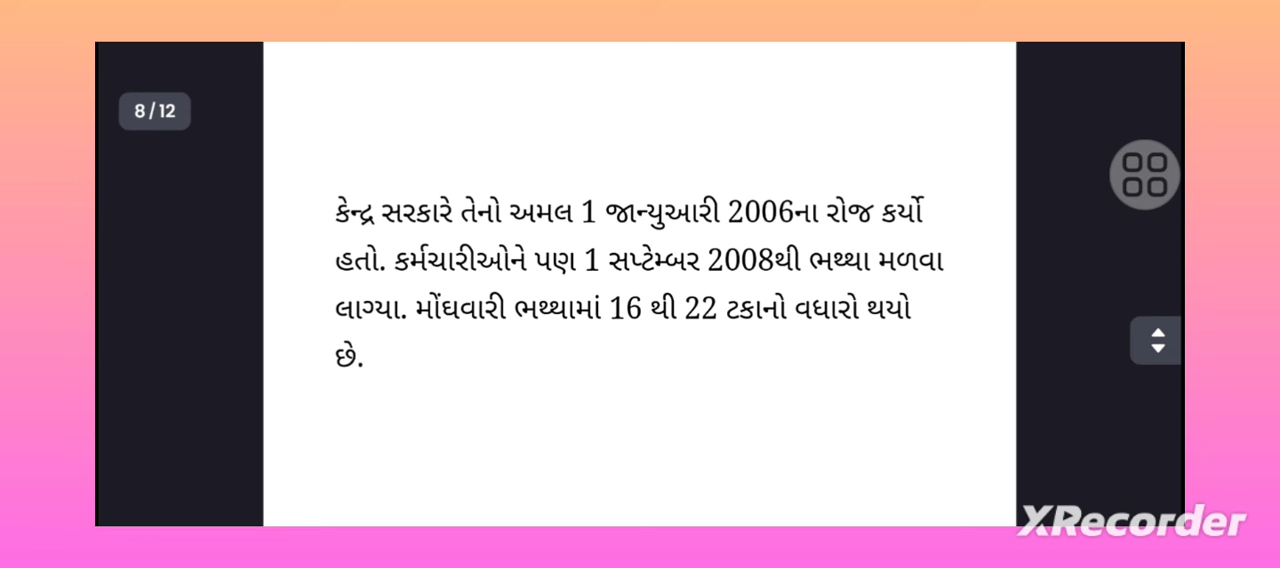 8/12
કેન્દ્ર સરકારે તેનો અમલ 1 જાન્યુઆરી 2006ના રોજ કર્યો
હતો. કર્મચારીઓને પણ 1 સપ્ટેમ્બર 2008થી ભથ્થા મળવા
લાગ્યા. મોંઘવારી ભથ્થામાં 16 થી 22 ટકાનો વધારો થયો
છે.
XRecorder